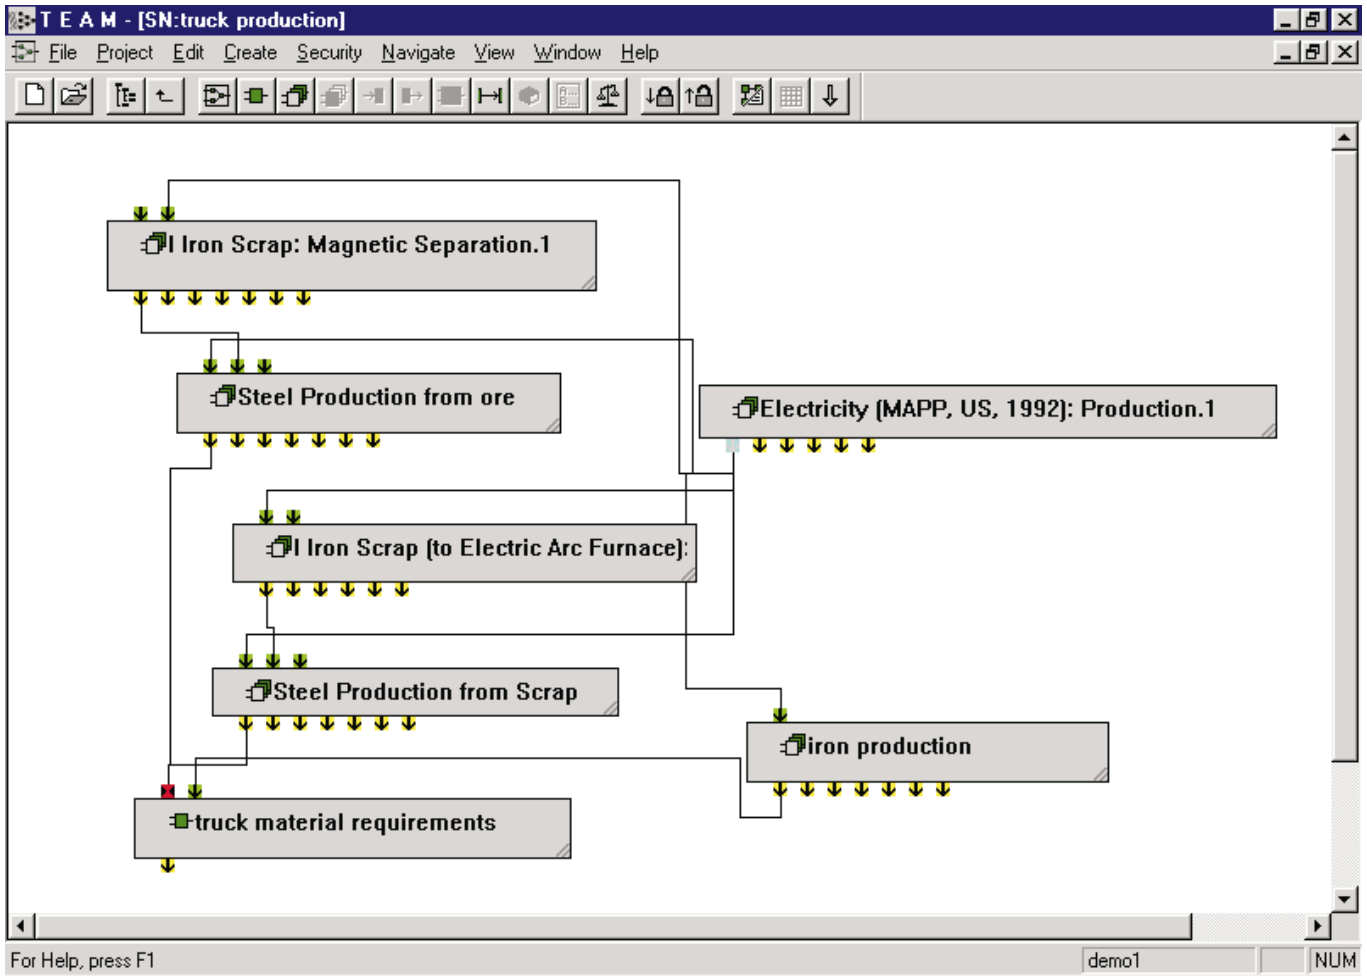 T E A M - [SN:truck production]
File Project Edit Create Security Navigate View Window Help
l Iron Scrap: Magnetic Separation.1
Steel Production from ore
Electricity (MAPP, US, 1992): Production.1
l Iron Scrap (to Electric Arc Furnace):
Steel Production from Scrap
iron production
truck material requirements
For Help, press F1 demo1 NUM